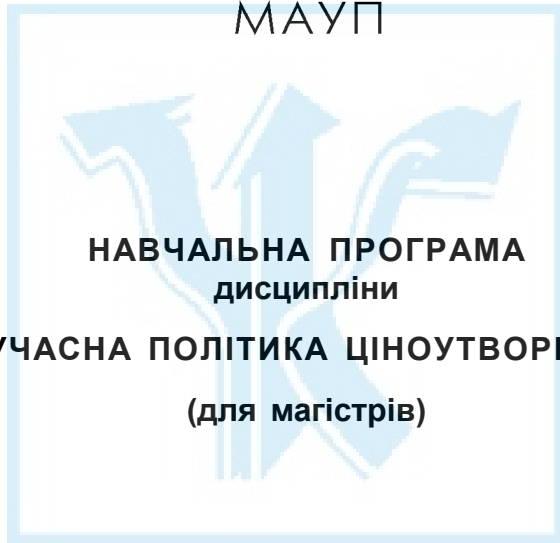 МАУП
НАВЧАЛЬНА ПРОГРАМА
дисципліни
УЧАСНА ПОЛІТИКА ЦІНОУТВОР
(для магістрів)